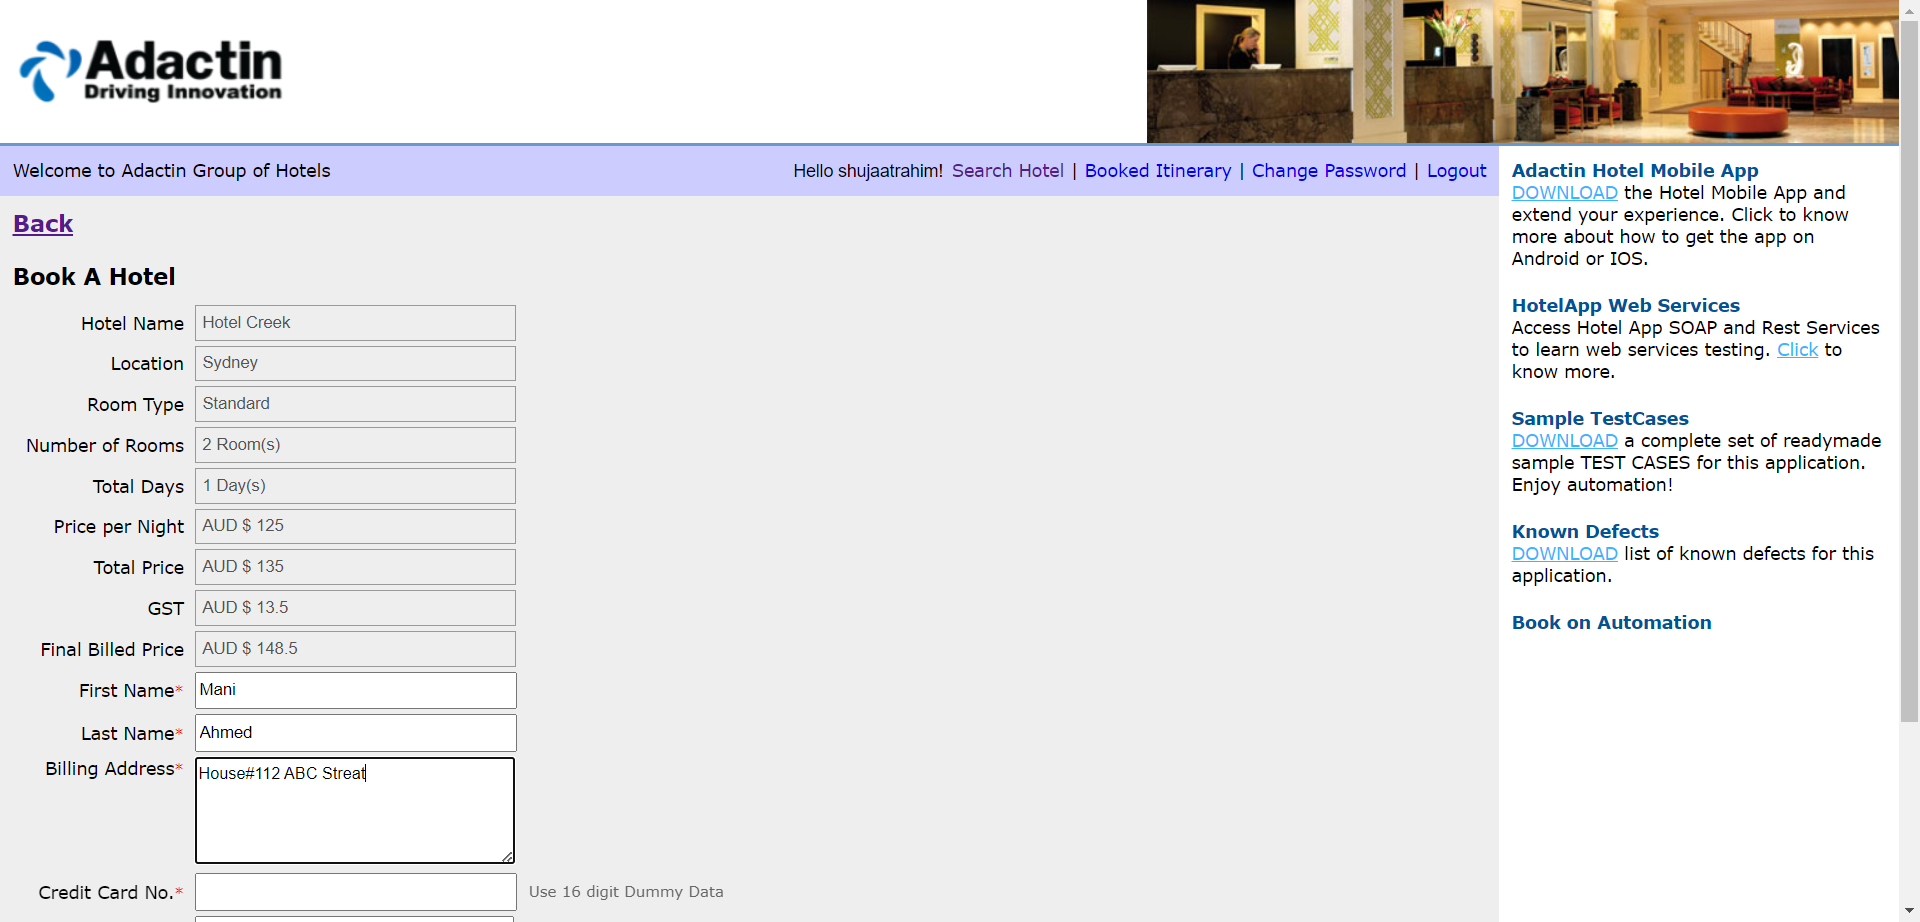 Adactin
Driving Innovation
Welcome to Adactin Group of Hotels
Hello shujaatrahim! Search Hotel | Booked Itinerary | Change Password | Logout
Back
Book A Hotel
Hotel Name Hotel Creek
Location Sydney
Room Type Standard
Number of Rooms 2 Room(s)
Total Days 1 Day(s)
Price per Night AUD $ 125
Total Price AUD $ 135
GST AUD $ 13.5
Final Billed Price AUD $ 148.5
First Name* Mani
Last Name* Ahmed
Billing Address* House#112 ABC Streat
Credit Card No.* Use 16 digit Dummy Data
Adactin Hotel Mobile App
DOWNLOAD the Hotel Mobile App and
extend your experience. Click to know
more about how to get the app on
Android or IOS.
HotelApp Web Services
Access Hotel App SOAP and Rest Services
to learn web services testing. Click to
know more.
Sample TestCases
DOWNLOAD a complete set of readymade
sample TEST CASES for this application.
Enjoy automation!
Known Defects
DOWNLOAD list of known defects for this
application.
Book on Automation